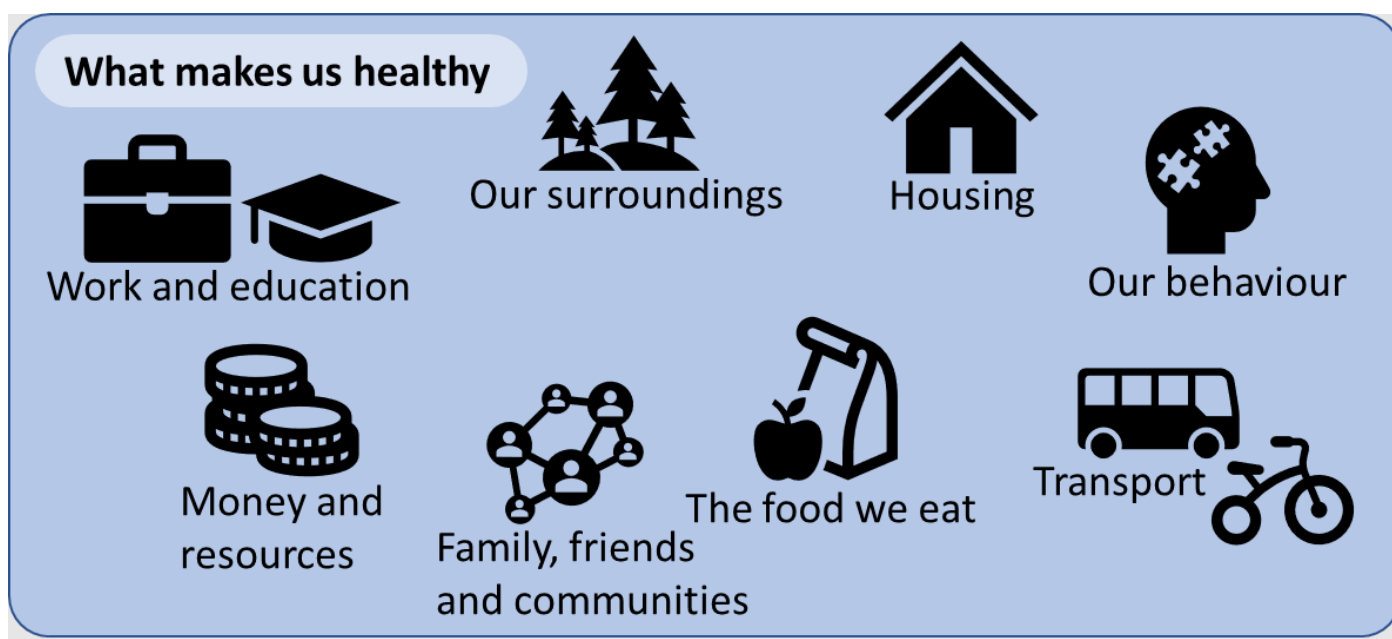 What makes us healthy
Our surroundings
Housing
Work and education
Our behaviour
Money and
resources
Family, friends
and communities
The food we eat
Transport